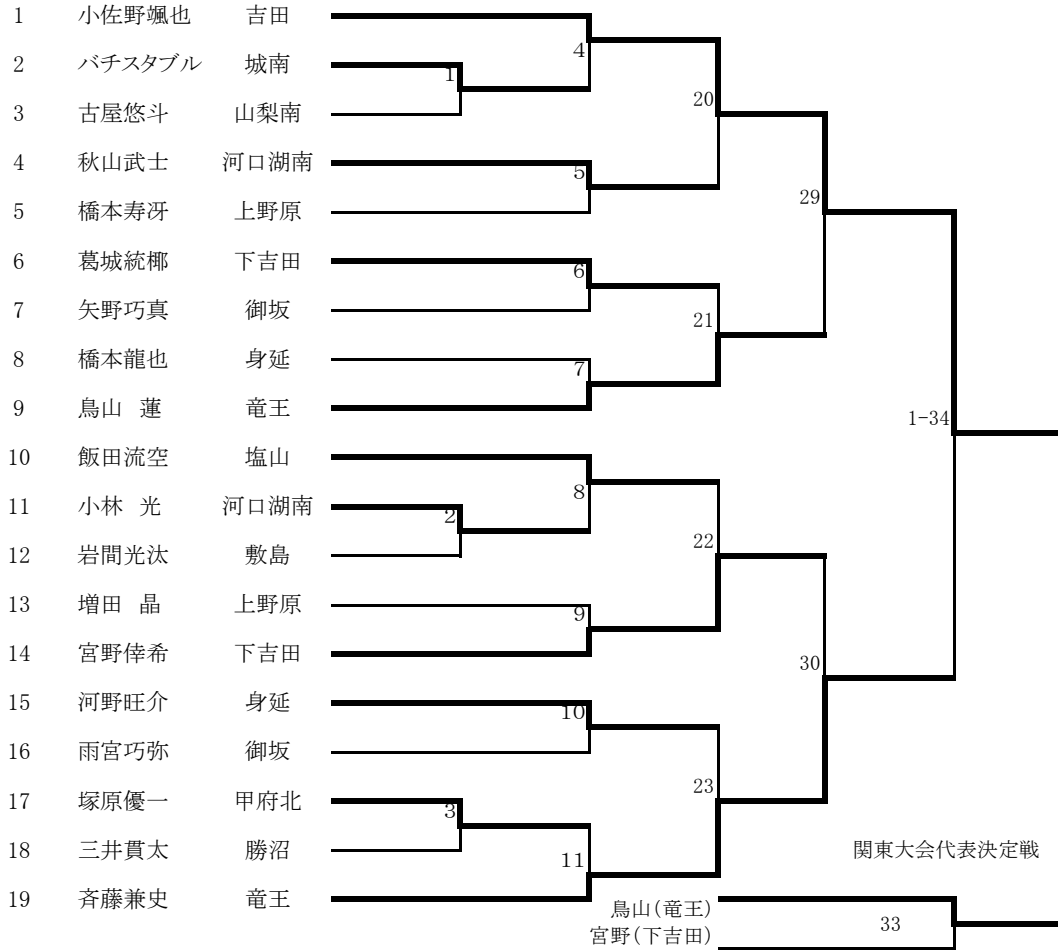 1 小佐野颯也 吉田
4
2 バチスタブル 城南
1
20
3 古屋悠斗 山梨南
4 秋山武士 河口湖南
5
29
5 橋本寿冴 上野原
6 葛城統椰 下吉田
6
7 矢野巧真 御坂
21
8 橋本龍也 身延
7
9 鳥山 蓮 竜王
1-34
10 飯田流空 塩山
8
11 小林 光 河口湖南
2
22
12 岩間光汰 敷島
13 増田 晶 上野原
9
14 宮野倖希 下吉田
30
15 河野旺介 身延
10
16 雨宮巧弥 御坂
23
17 塚原優一 甲府北
3
18 三井貫太 勝沼
11
関東大会代表決定戦
19 斉藤兼史 竜王
鳥山(竜王)
33
宮野(下吉田)